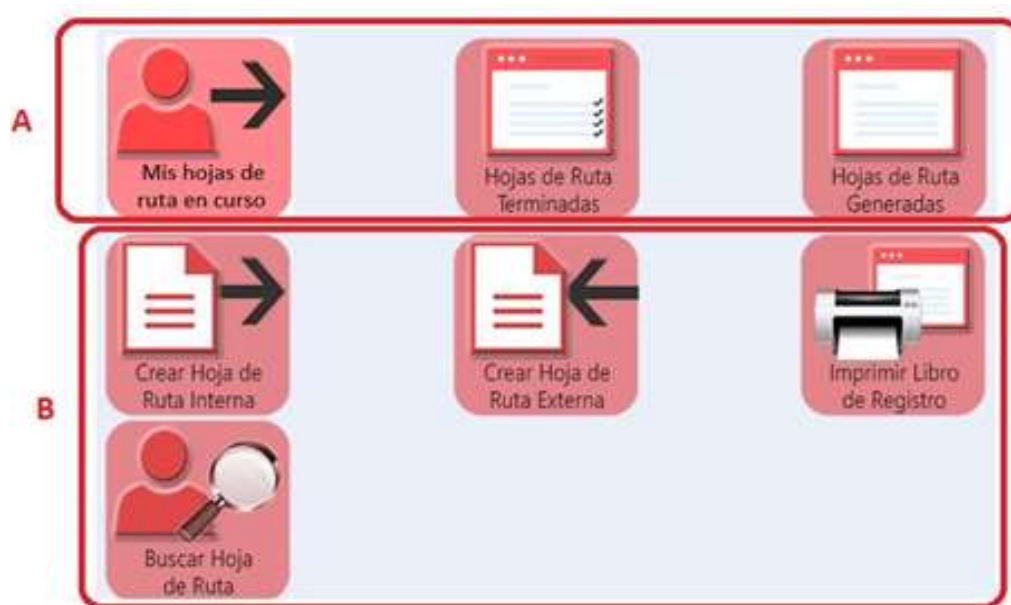 A
Mis hojas de
ruta en curso
Hojas de Ruta
Terminadas
Hojas de Ruta
Generadas
B
Crear Hoja de
Ruta Interna
Crear Hoja de
Ruta Externa
Imprimir Libro
de Registro
Buscar Hoja
de Ruta